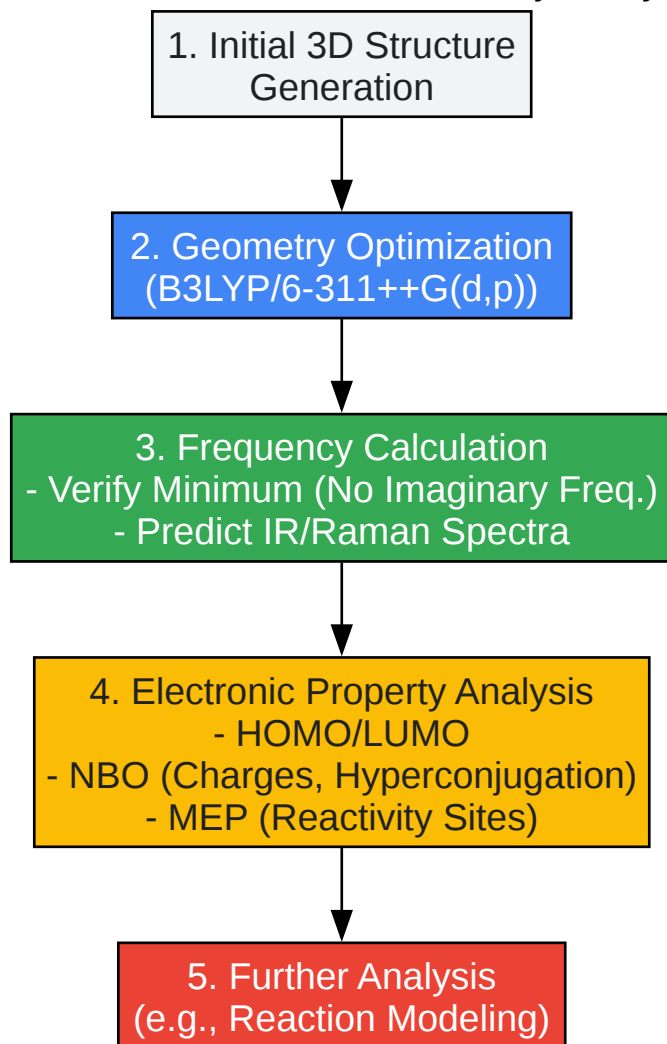 1. Initial 3D Structure
Generation
2. Geometry Optimization
(B3LYP/6-311++G(d,p))
3. Frequency Calculation
- Verify Minimum (No Imaginary Freq.)
- Predict IR/Raman Spectra
4. Electronic Property Analysis
- HOMO/LUMO
- NBO (Charges, Hyperconjugation)
- MEP (Reactivity Sites)
5. Further Analysis
(e.g., Reaction Modeling)